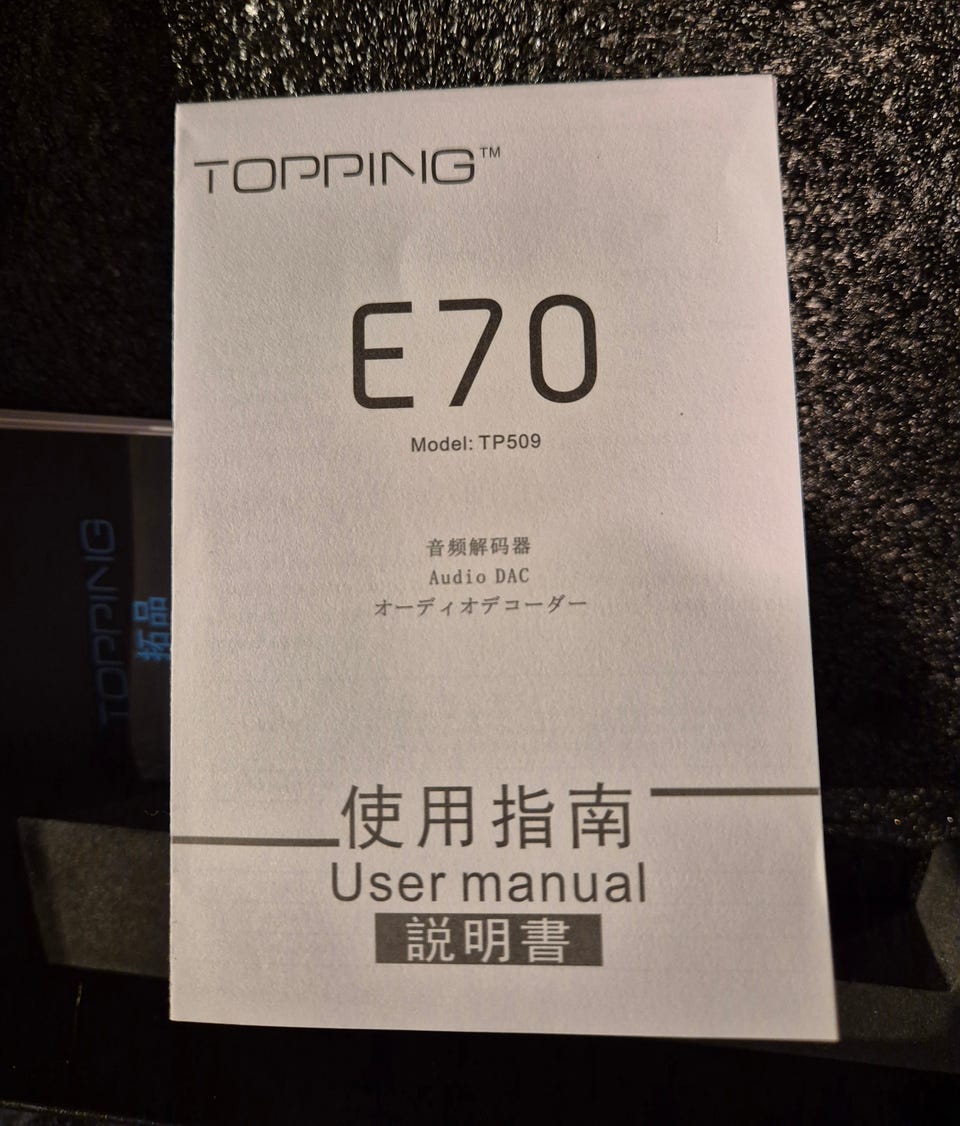 TOPPING™
E70
Model: TP509
音频解码器
Audio DAC
オーディオデコーダー
使用指南
User manual
説明書
TOPPING
拓品